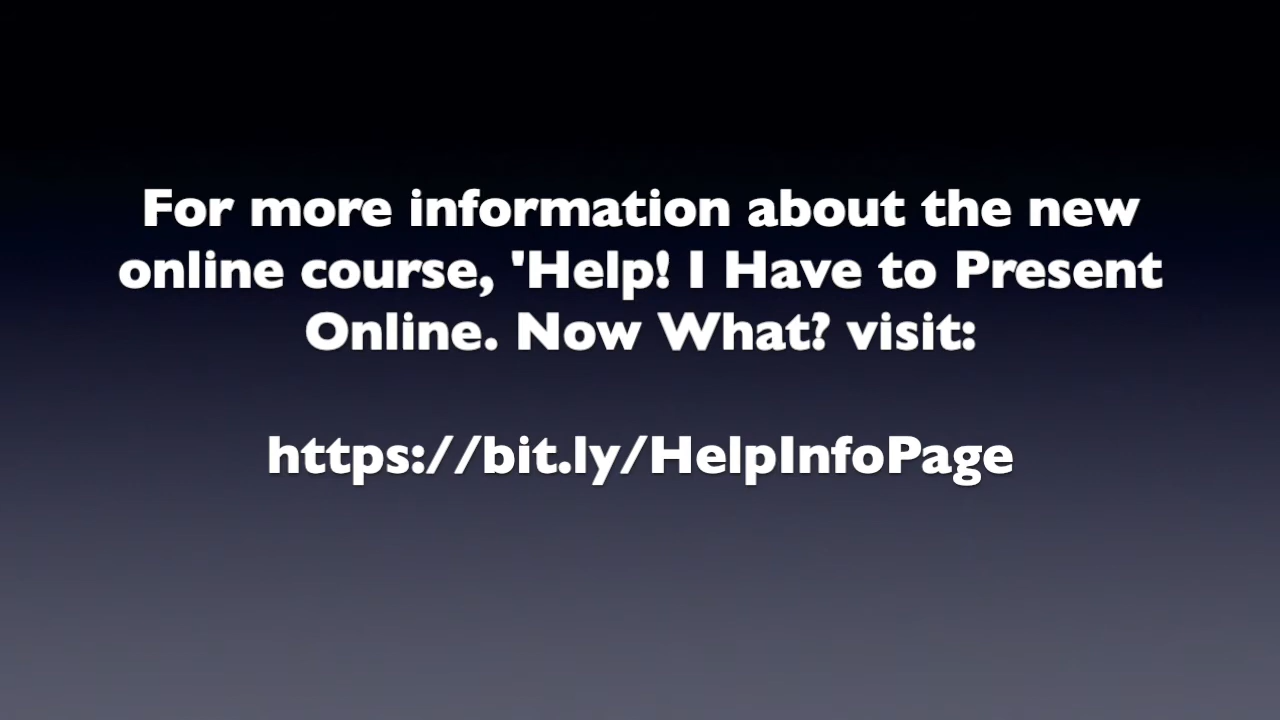 For more information about the new
online course, 'Help! I Have to Present
Online. Now What? visit:
https://bit.ly/HelpInfoPage